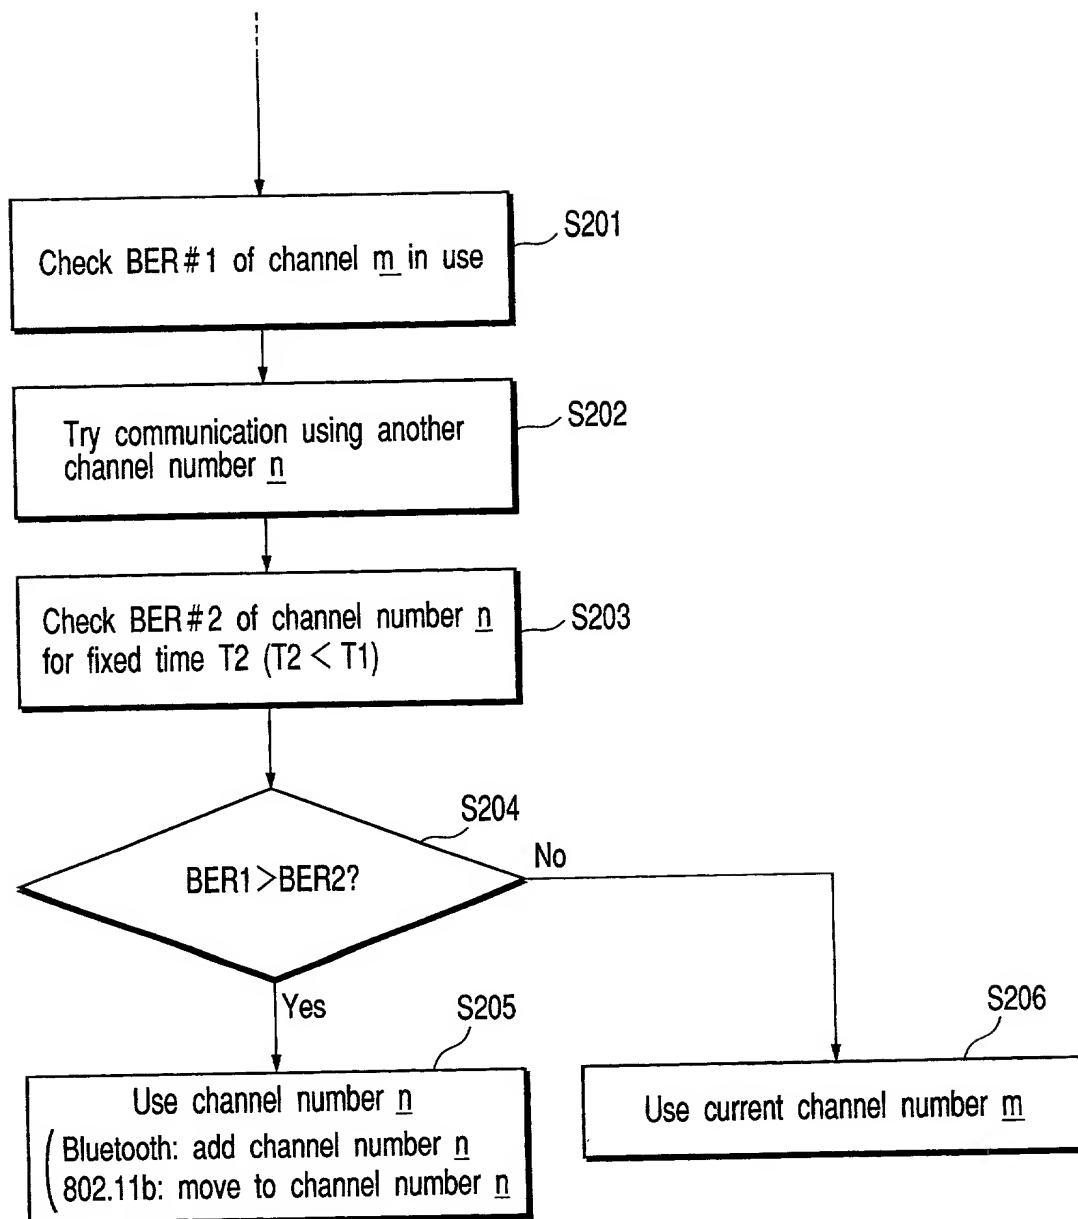 Check BER#1 of channel m in use
S201
Try communication using another
channel number n
S202
Check BER#2 of channel number n
for fixed time T2 (T2 < T1)
S203
BER1>BER2?
S204
No
Yes
S205
Use channel number n
(Bluetooth: add channel number n
802.11b: move to channel number n
S206
Use current channel number m